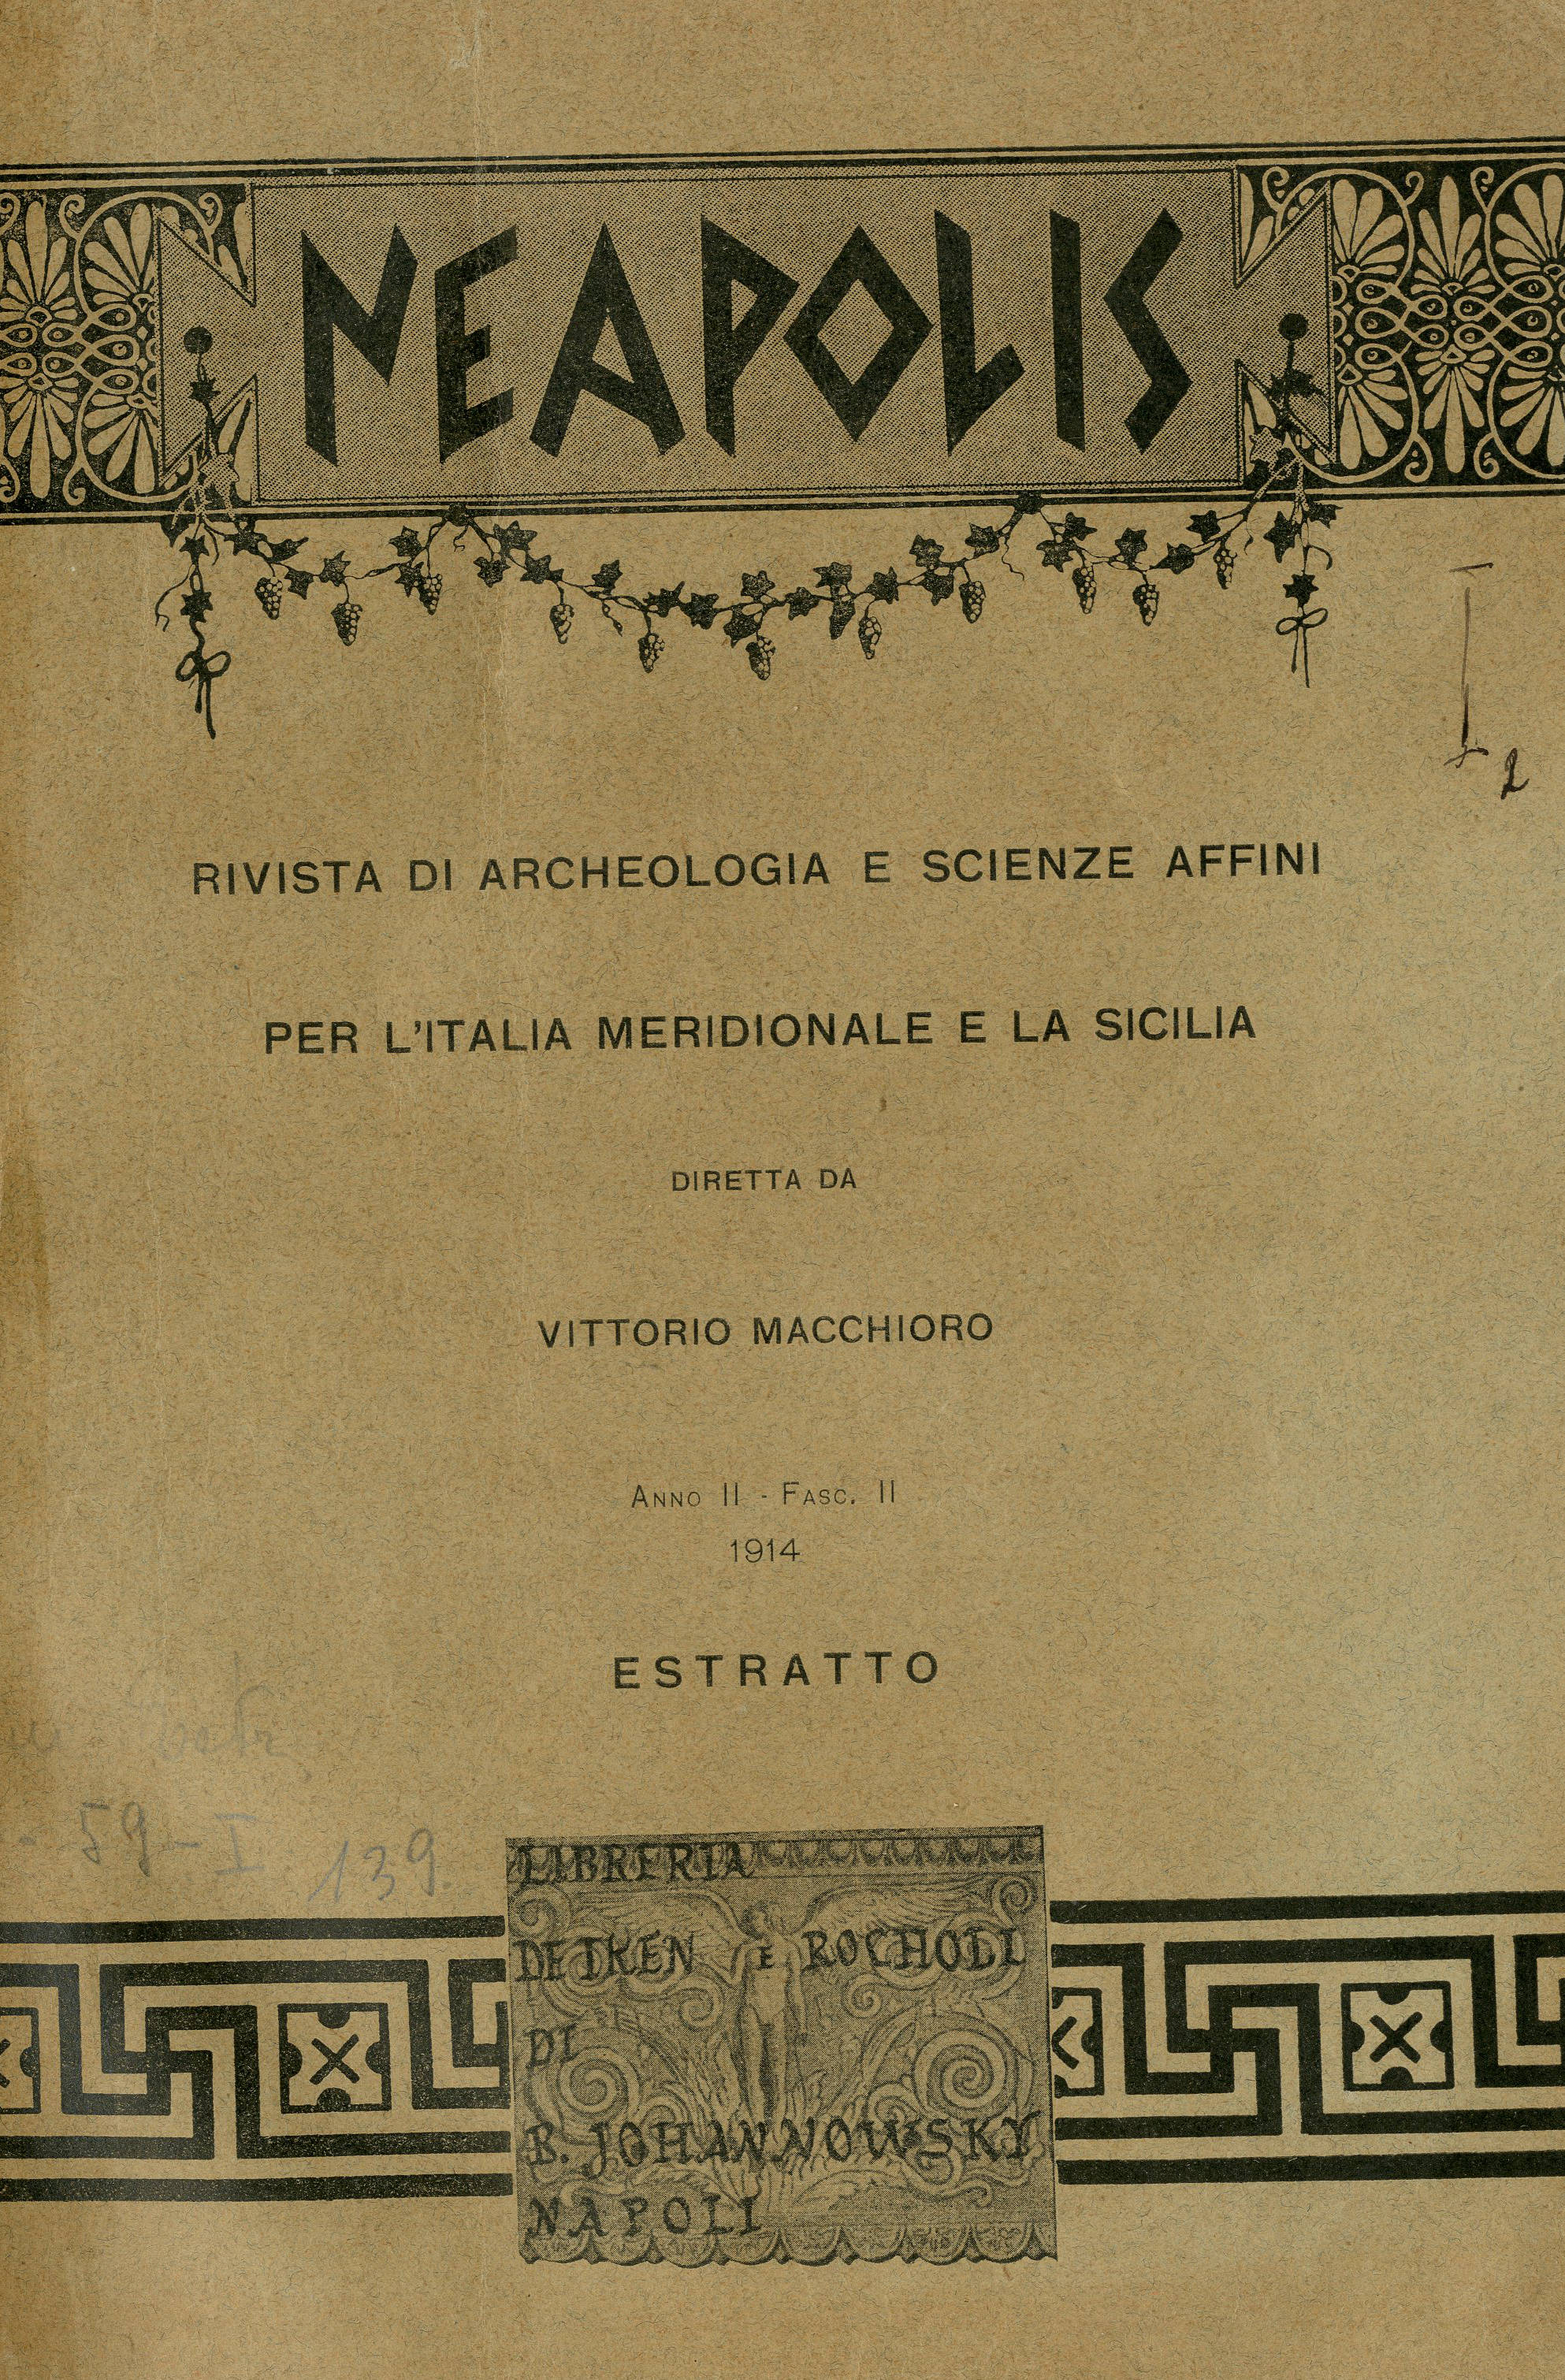 NEAPOLIS
RIVISTA DI ARCHEOLOGIA E SCIENZE AFFINI
PER L'ITALIA MERIDIONALE E LA SICILIA
DIRETTA DA
VITTORIO MACCHIORO
ANNO II - FASC. II
1914
ESTRATTO
59-I 139
LIBRERIA
DETKEN E ROCHOLL
DI
B. JOHANNOWSKY
NAPOLI